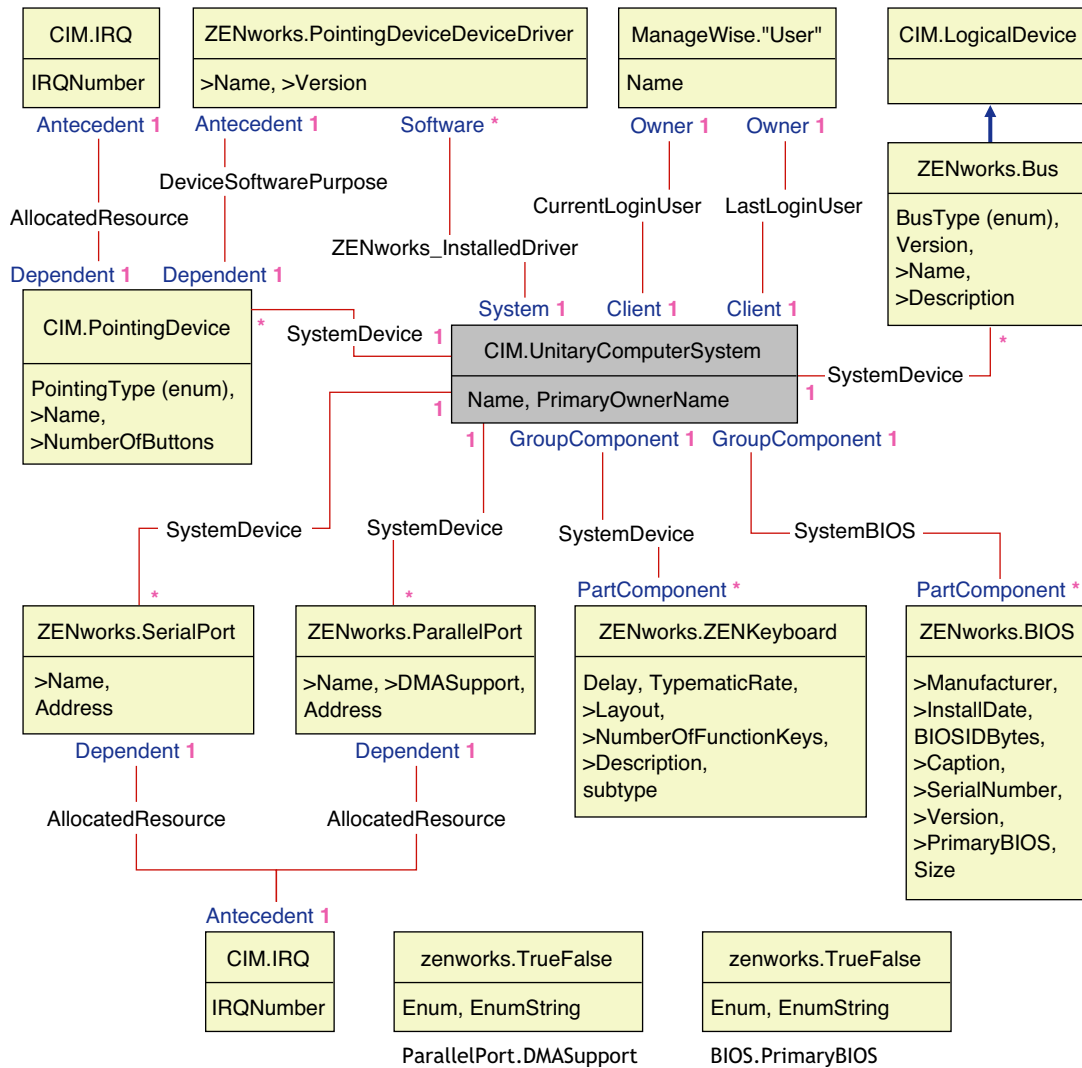 CIM.IRQ
IRQNumber
ZENworks.PointingDeviceDeviceDriver
>Name, >Version
ManageWise."User"
Name
CIM.LogicalDevice
Antecedent 1
Antecedent 1
Software *
Owner 1
Owner 1
AllocatedResource
DeviceSoftwarePurpose
ZENworks_InstalledDriver
CurrentLoginUser
LastLoginUser
ZENworks.Bus
BusType (enum),
Version,
>Name,
>Description
*
Dependent 1
Dependent 1
System 1
Client 1
Client 1
CIM.PointingDevice
PointingType (enum),
>Name,
>NumberOfButtons
*
SystemDevice
1
CIM.UnitaryComputerSystem
Name, PrimaryOwnerName
SystemDevice
1
1
1
GroupComponent 1
GroupComponent 1
SystemDevice
SystemDevice
SystemDevice
SystemBIOS
*
*
PartComponent *
PartComponent *
ZENworks.SerialPort
>Name,
Address
ZENworks.ParallelPort
>Name, >DMASupport,
Address
ZENworks.ZENKeyboard
Delay, TypematicRate,
>Layout,
>NumberOfFunctionKeys,
>Description,
subtype
ZENworks.BIOS
>Manufacturer,
>InstallDate,
BIOSIDBytes,
>Caption,
>SerialNumber,
>Version,
>PrimaryBIOS,
Size
Dependent 1
Dependent 1
AllocatedResource
AllocatedResource
Antecedent 1
CIM.IRQ
IRQNumber
zenworks.TrueFalse
Enum, EnumString
ParallelPort.DMASupport
zenworks.TrueFalse
Enum, EnumString
BIOS.PrimaryBIOS